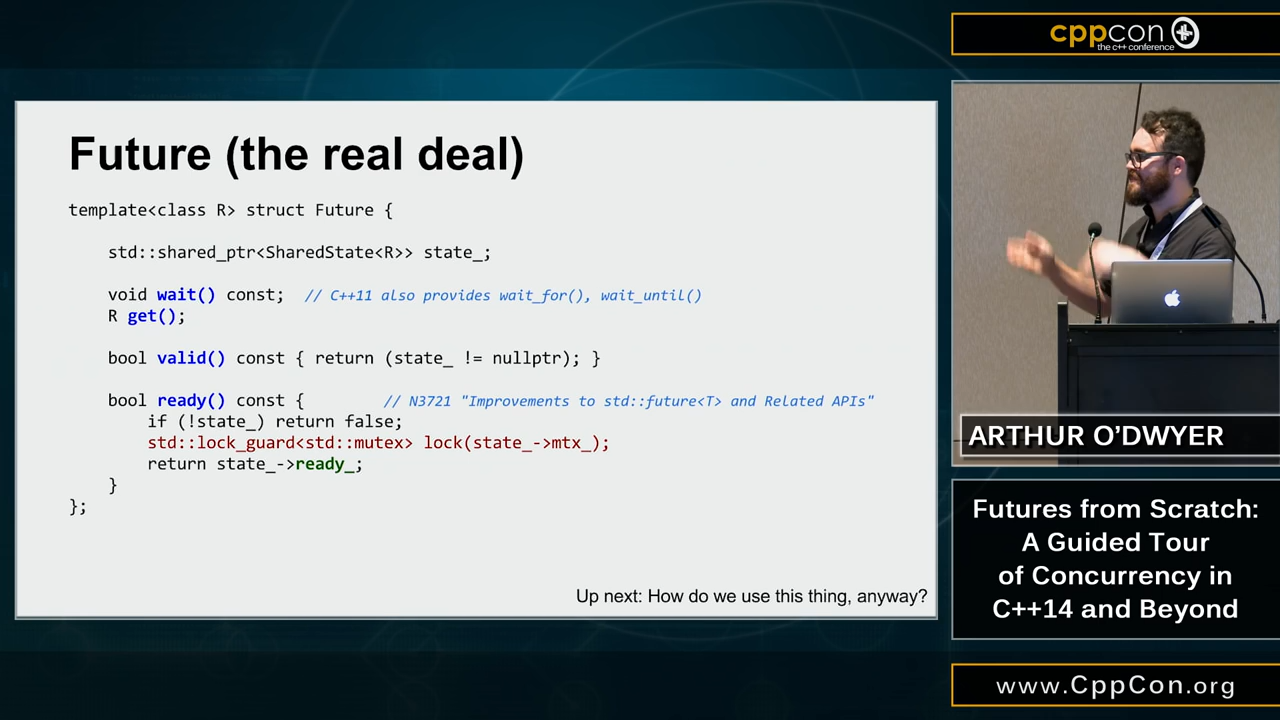 Future (the real deal)
template<class R> struct Future {
std::shared_ptr<SharedState<R>> state_;
void wait() const;  // C++11 also provides wait_for(), wait_until()
R get();
bool valid() const { return (state_ != nullptr); }
bool ready() const {        // N3721 "Improvements to std::future<T> and Related APIs"
if (!state_) return false;
std::lock_guard<std::mutex> lock(state_->mtx_);
return state_->ready_;
}
};
Up next: How do we use this thing, anyway?
cppcon
the c++ conference
ARTHUR O'DWYER
Futures from Scratch:
A Guided Tour
of Concurrency in
C++14 and Beyond
www.CppCon.org